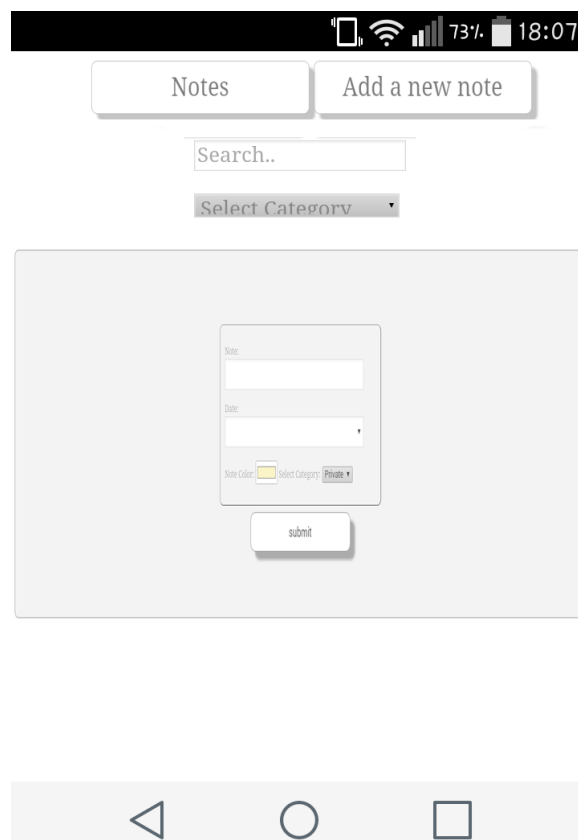 73% 18:07
Notes Add a new note
Search..
Select Category
Note:
Date:
Note Color: Select Category: Private
submit